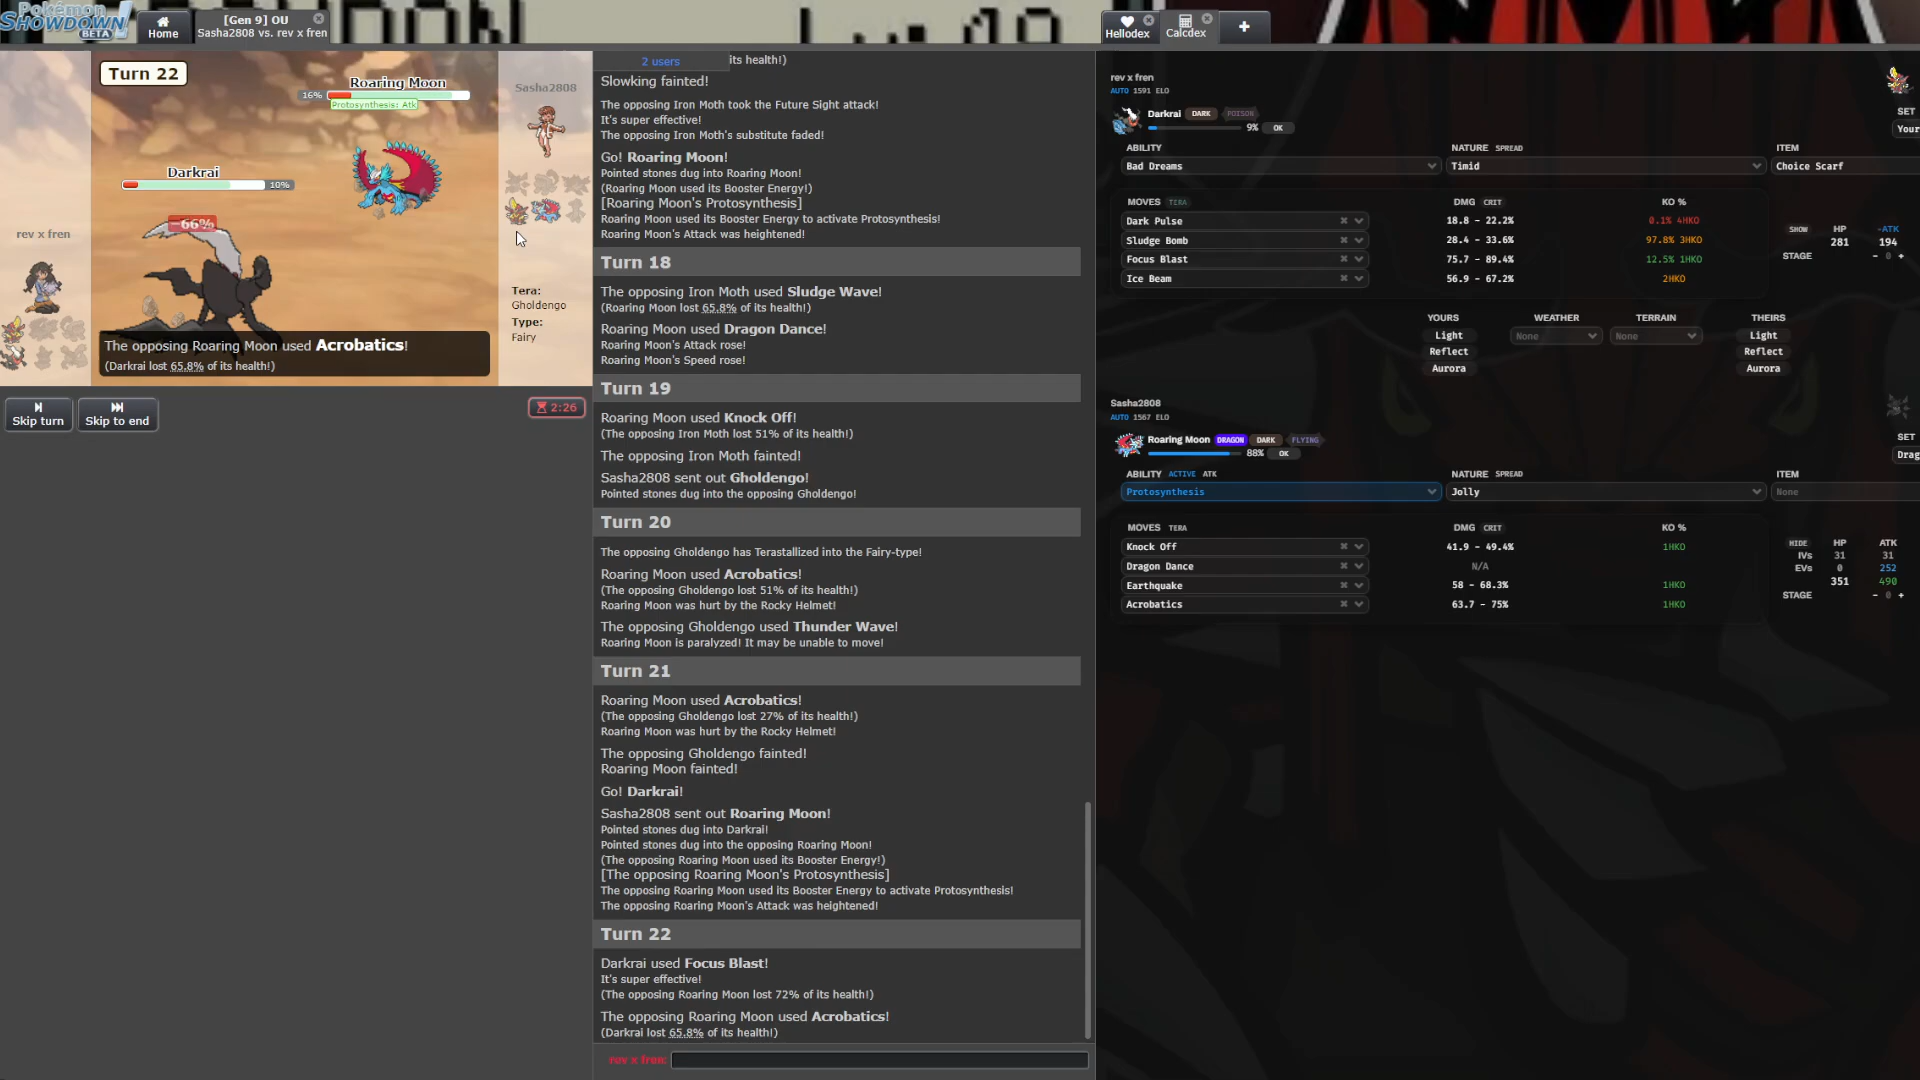 Pokémon
SHOWDOWN!
BETA
Home
[Gen 9] OU
Sasha2808 vs. rev x fren
Hellodex
Calcdex
Turn 22
Roaring Moon
16%
Protosynthesis: Atk
Darkrai
10%
−66%
rev x fren
Sasha2808
Tera:
Gholdengo
Type:
Fairy
The opposing Roaring Moon used Acrobatics!
(Darkrai lost 65.8% of its health!)
Skip turn
Skip to end
2:26
2 users
its health!)
Slowking fainted!
The opposing Iron Moth took the Future Sight attack!
It's super effective!
The opposing Iron Moth's substitute faded!
Go! Roaring Moon!
Pointed stones dug into Roaring Moon!
(Roaring Moon used its Booster Energy!)
[Roaring Moon's Protosynthesis]
Roaring Moon used its Booster Energy to activate Protosynthesis!
Roaring Moon's Attack was heightened!
Turn 18
The opposing Iron Moth used Sludge Wave!
(Roaring Moon lost 65.8% of its health!)
Roaring Moon used Dragon Dance!
Roaring Moon's Attack rose!
Roaring Moon's Speed rose!
Turn 19
Roaring Moon used Knock Off!
(The opposing Iron Moth lost 51% of its health!)
The opposing Iron Moth fainted!
Sasha2808 sent out Gholdengo!
Pointed stones dug into the opposing Gholdengo!
Turn 20
The opposing Gholdengo has Terastallized into the Fairy-type!
Roaring Moon used Acrobatics!
(The opposing Gholdengo lost 51% of its health!)
Roaring Moon was hurt by the Rocky Helmet!
The opposing Gholdengo used Thunder Wave!
Roaring Moon is paralyzed! It may be unable to move!
Turn 21
Roaring Moon used Acrobatics!
(The opposing Gholdengo lost 27% of its health!)
Roaring Moon was hurt by the Rocky Helmet!
The opposing Gholdengo fainted!
Roaring Moon fainted!
Go! Darkrai!
Sasha2808 sent out Roaring Moon!
Pointed stones dug into Darkrai!
Pointed stones dug into the opposing Roaring Moon!
(The opposing Roaring Moon used its Booster Energy!)
[The opposing Roaring Moon's Protosynthesis]
The opposing Roaring Moon used its Booster Energy to activate Protosynthesis!
The opposing Roaring Moon's Attack was heightened!
Turn 22
Darkrai used Focus Blast!
It's super effective!
(The opposing Roaring Moon lost 72% of its health!)
The opposing Roaring Moon used Acrobatics!
(Darkrai lost 65.8% of its health!)
rev x fren:
rev x fren
AUTO 1591 ELO
Darkrai DARK POISON
9% OK
SET
Your
ABILITY NATURE SPREAD ITEM
Bad Dreams Timid Choice Scarf
MOVES TERA DMG CRIT KO %
Dark Pulse 18.8 - 22.2% 0.1% 4HKO
Sludge Bomb 28.4 - 33.6% 97.8% 3HKO
Focus Blast 75.7 - 89.4% 12.5% 1HKO
Ice Beam 56.9 - 67.2% 2HKO
SHOW HP -ATK
281 194
STAGE - 0 +
YOURS WEATHER TERRAIN THEIRS
Light None None Light
Reflect Reflect
Aurora Aurora
Sasha2808
AUTO 1567 ELO
Roaring Moon DRAGON DARK FLYING
88% OK
SET
Drag
ABILITY ACTIVE ATK NATURE SPREAD ITEM
Protosynthesis Jolly None
MOVES TERA DMG CRIT KO %
Knock Off 41.9 - 49.4% 1HKO
Dragon Dance N/A
Earthquake 58 - 68.3% 1HKO
Acrobatics 63.7 - 75% 1HKO
HIDE HP ATK
IVs 31 31
EVs 0 252
351 490
STAGE - 0 +